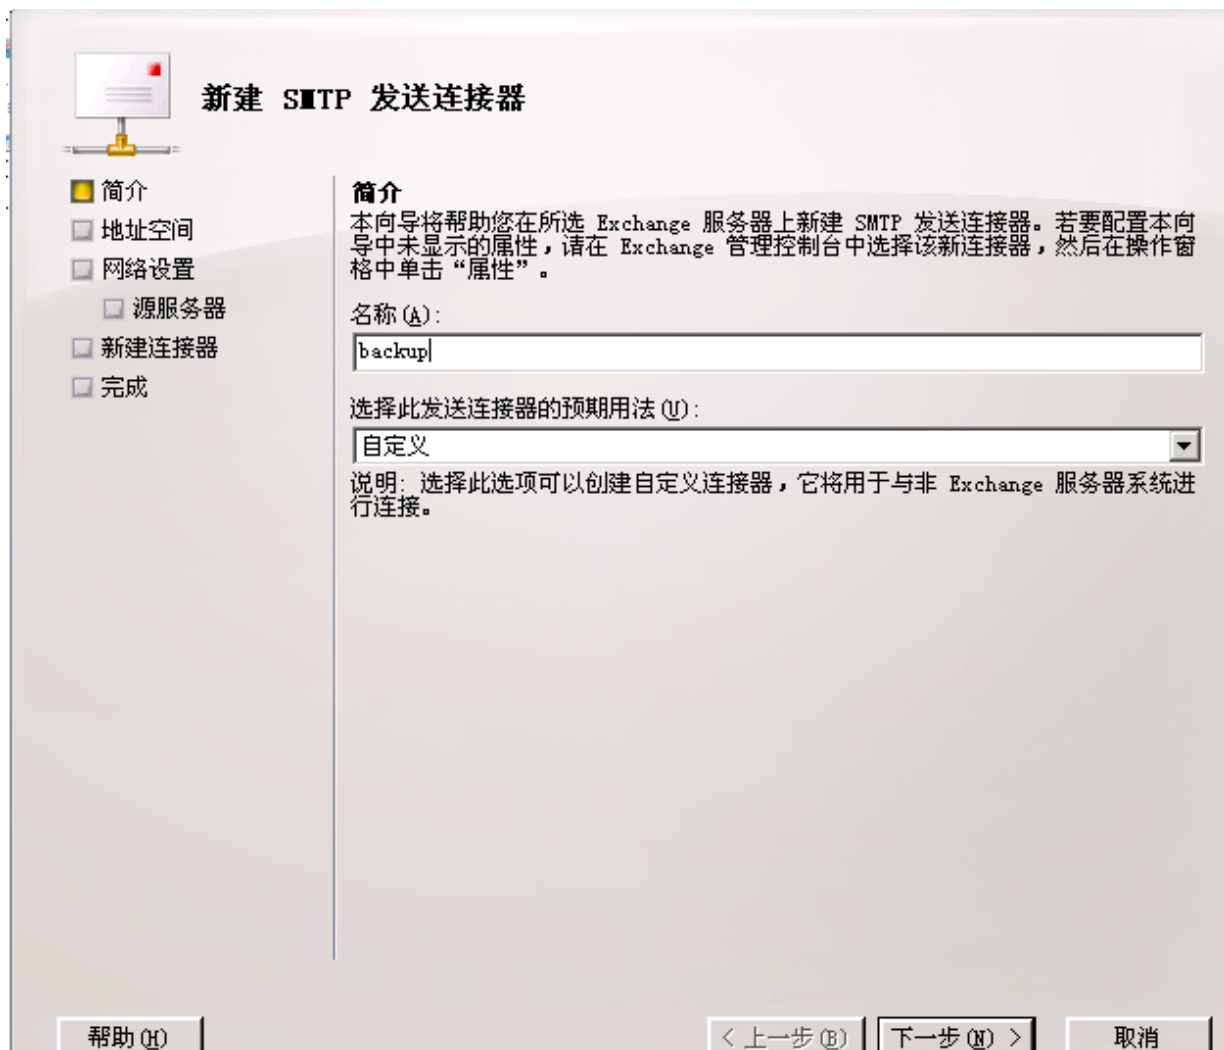 新建 SMTP 发送连接器
简介
地址空间
网络设置
源服务器
新建连接器
完成
简介
本向导将帮助您在所选 Exchange 服务器上新建 SMTP 发送连接器。若要配置本向
导中未显示的属性，请在 Exchange 管理控制台中选择该新连接器，然后在操作窗
格中单击“属性”。
名称(A):
backup
选择此发送连接器的预期用法(U):
自定义
说明: 选择此选项可以创建自定义连接器，它将用于与非 Exchange 服务器系统进
行连接。
帮助(H)
< 上一步(B)
下一步(N) >
取消